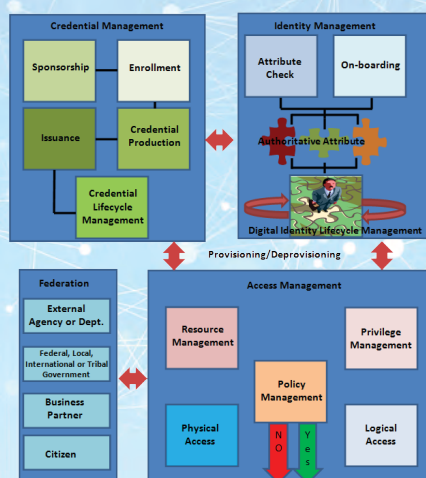 Credential Management
Sponsorship
Enrollment
Issuance
Credential
Production
Credential
Lifecycle
Management
Identity Management
Attribute
Check
On-boarding
Authoritative Attribute
Digital Identity Lifecycle Management
Provisioning/Deprovisioning
Federation
External
Agency or Dept.
Federal, Local,
International or Tribal
Government
Business
Partner
Citizen
Access Management
Resource
Management
Privilege
Management
Policy
Management
Physical
Access
NO
Yes
Logical
Access